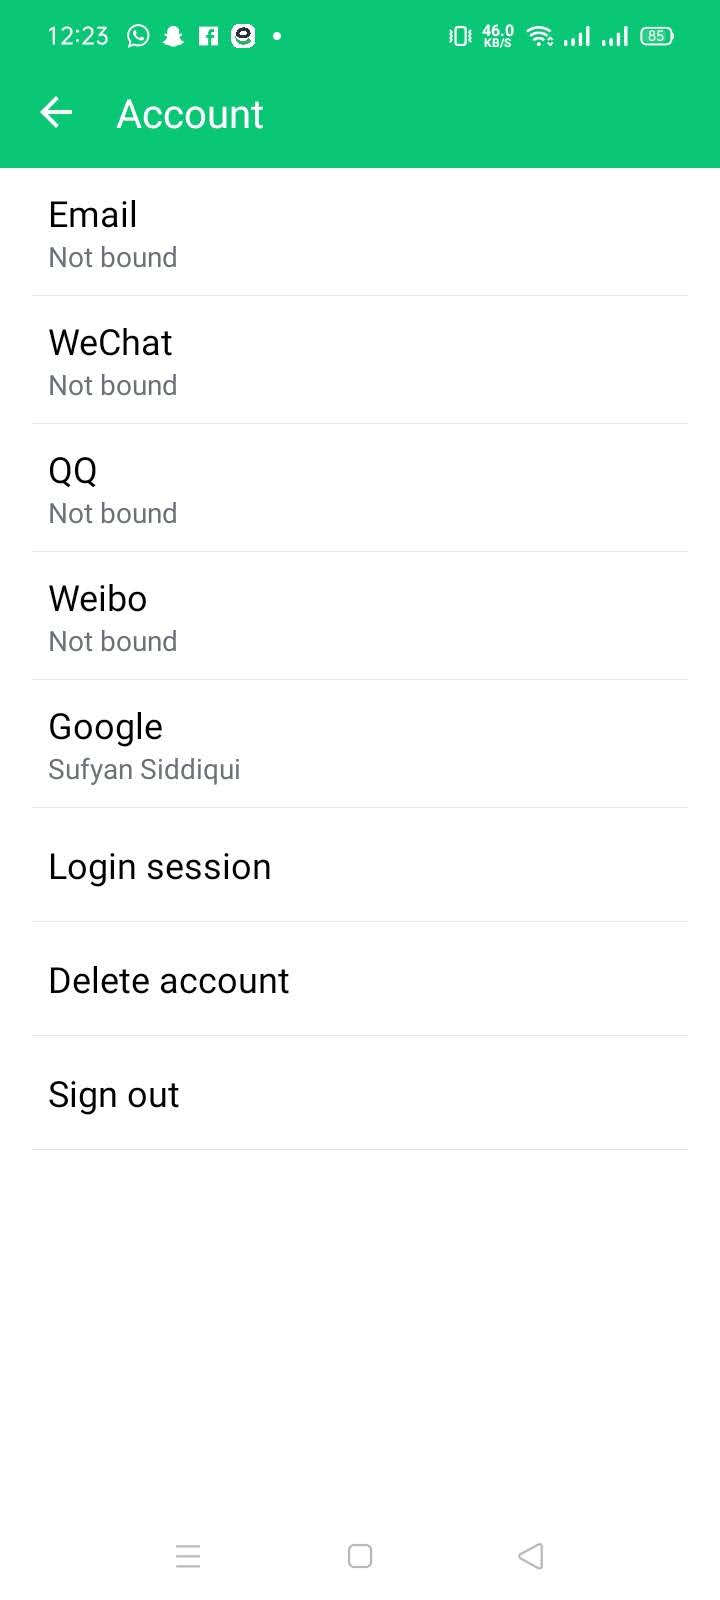 12:23
46.0
KB/S
85
Account
Email
Not bound
WeChat
Not bound
QQ
Not bound
Weibo
Not bound
Google
Sufyan Siddiqui
Login session
Delete account
Sign out